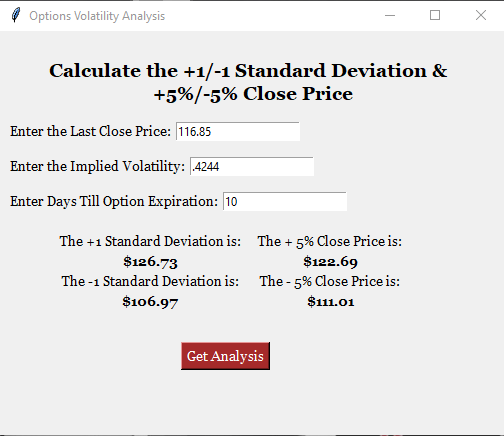 Options Volatility Analysis
Calculate the +1/-1 Standard Deviation &
+5%/-5% Close Price
Enter the Last Close Price: 116.85
Enter the Implied Volatility: .4244
Enter Days Till Option Expiration: 10
The +1 Standard Deviation is: The + 5% Close Price is:
$126.73 $122.69
The -1 Standard Deviation is: The - 5% Close Price is:
$106.97 $111.01
Get Analysis